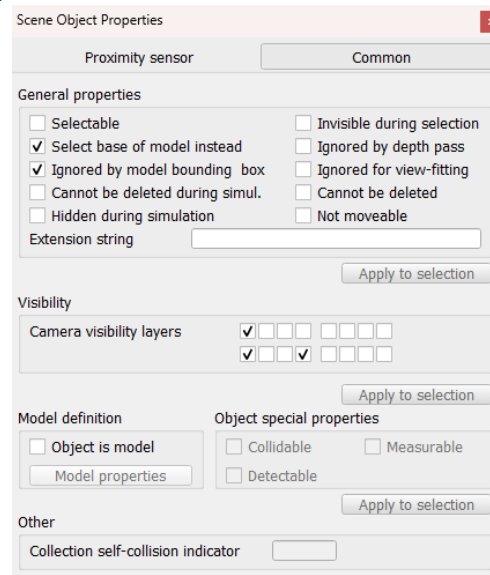 Scene Object Properties
Proximity sensor Common
General properties
Selectable Invisible during selection
Select base of model instead Ignored by depth pass
Ignored by model bounding box Ignored for view-fitting
Cannot be deleted during simul. Cannot be deleted
Hidden during simulation Not moveable
Extension string
Apply to selection
Visibility
Camera visibility layers
Apply to selection
Model definition Object special properties
Object is model Collidable Measurable
Model properties Detectable
Apply to selection
Other
Collection self-collision indicator